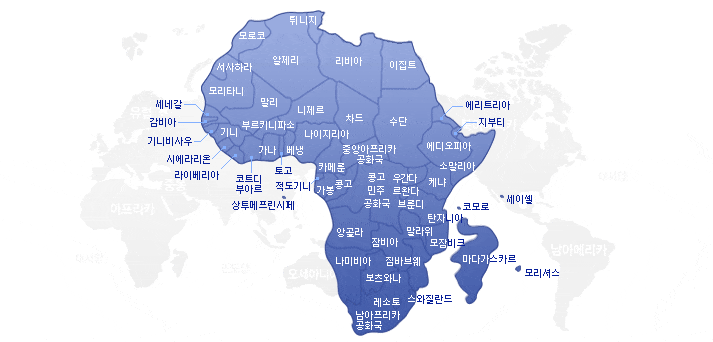 튀니지
모로코
알제리
리비아
이집트
서사하라
모리타니
말리
니제르
차드
수단
에리트리아
지부티
세네갈
감비아
기니비사우
기니
부르키나파소
나이지리아
에디오피아
시에라리온
가나
베냉
중앙아프리카
공화국
소말리아
라이베리아
코트디
부아르
토고
카메룬
적도기니
가봉
콩고
콩고
민주
공화국
우간다
르완다
브룬디
케냐
상투메프린시페
세이셸
코모로
탄자니아
앙골라
잠비아
말라위
모잠비크
나미비아
짐바브웨
마다가스카르
모리셔스
보츠와나
레소토
스와질란드
남아프리카
공화국
아프리카
남아메리카